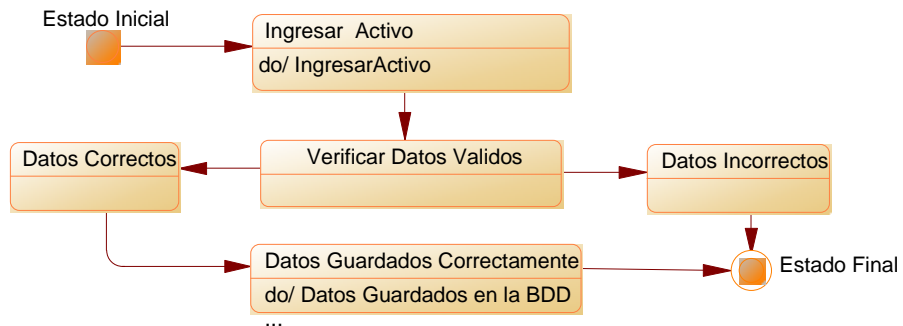 Estado Inicial
Ingresar Activo
do/ IngresarActivo
Datos Correctos
Verificar Datos Validos
Datos Incorrectos
Datos Guardados Correctamente
do/ Datos Guardados en la BDD
...
Estado Final